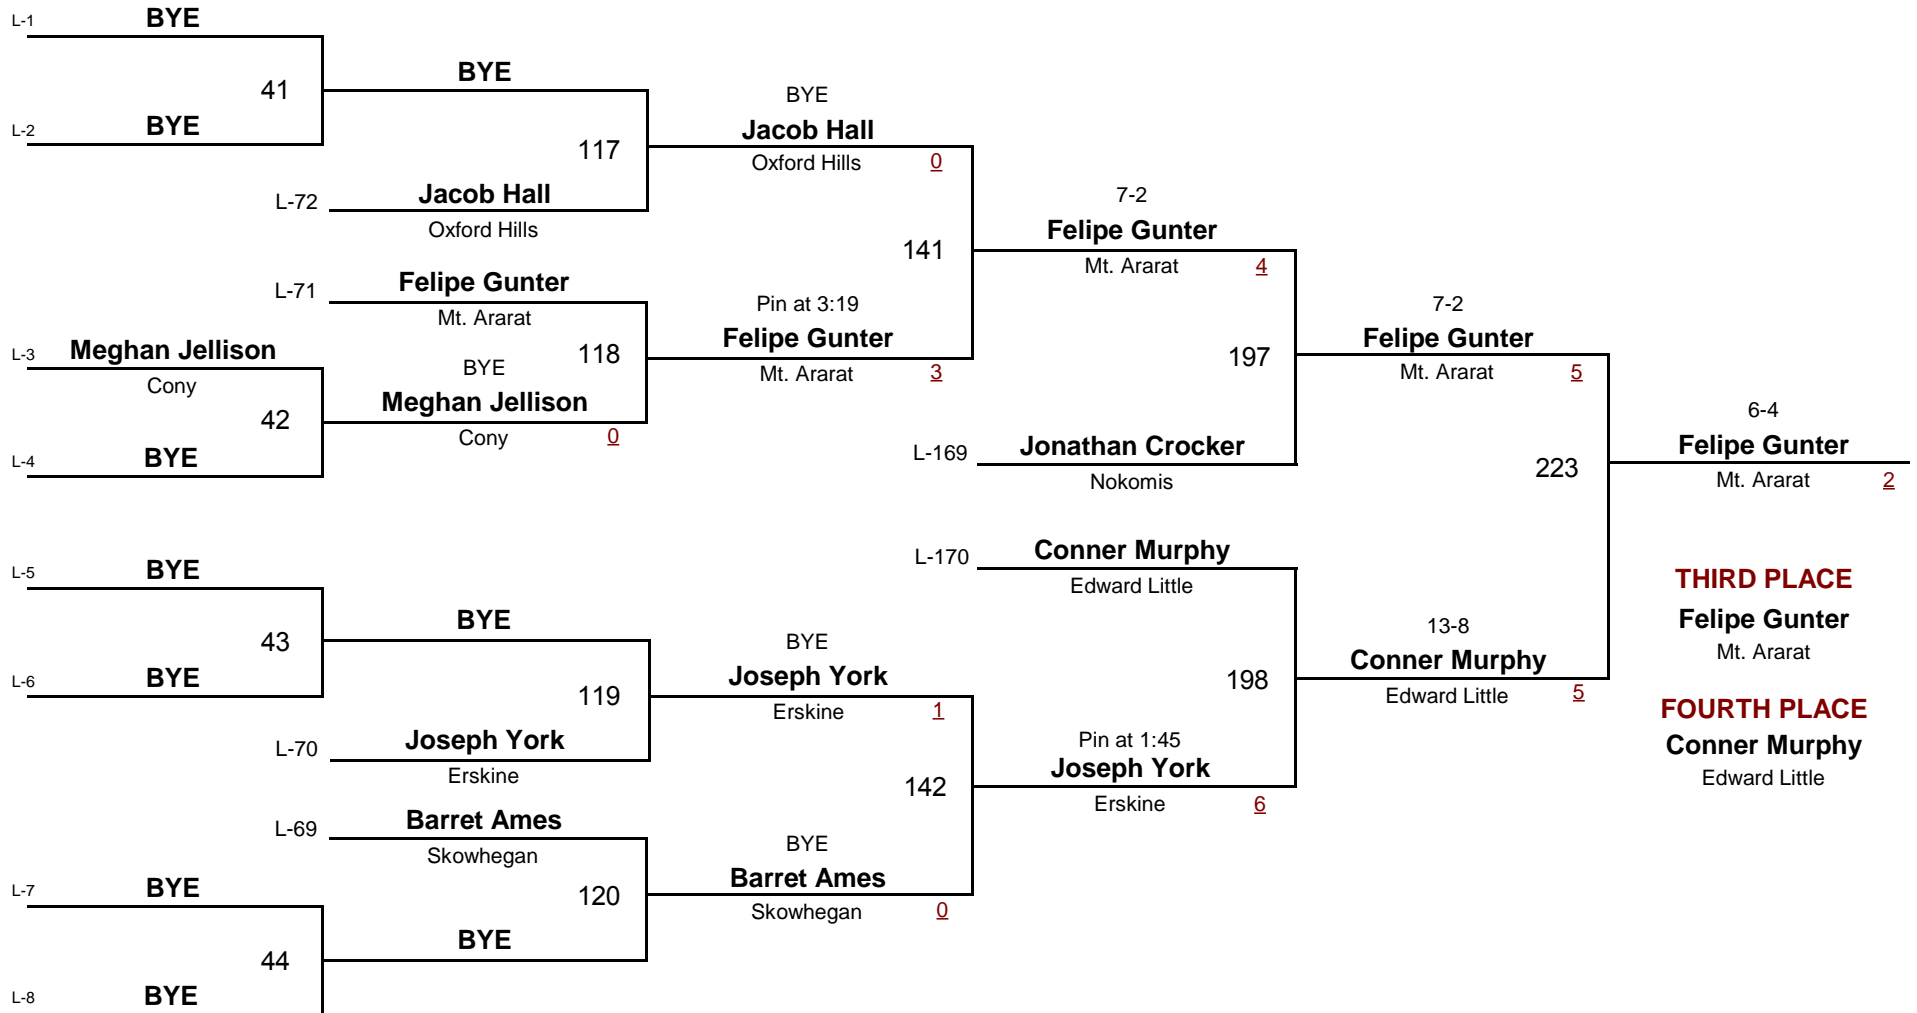 L-1 BYE
41
L-2 BYE
BYE
117
L-72 Jacob Hall
Oxford Hills
BYE
Jacob Hall
Oxford Hills 0
L-71 Felipe Gunter
Mt. Ararat
118
L-3 Meghan Jellison
Cony
42
L-4 BYE
BYE
Meghan Jellison
Cony 0
Pin at 3:19
Felipe Gunter
Mt. Ararat 3
141
7-2
Felipe Gunter
Mt. Ararat 4
197
L-169 Jonathan Crocker
Nokomis
7-2
Felipe Gunter
Mt. Ararat 5
223
6-4
Felipe Gunter
Mt. Ararat 2
L-5 BYE
43
L-6 BYE
BYE
119
L-70 Joseph York
Erskine
BYE
Joseph York
Erskine 1
142
L-69 Barret Ames
Skowhegan
120
L-7 BYE
44
L-8 BYE
BYE
BYE
Barret Ames
Skowhegan 0
L-170 Conner Murphy
Edward Little
198
Pin at 1:45
Joseph York
Erskine 6
13-8
Conner Murphy
Edward Little 5
THIRD PLACE
Felipe Gunter
Mt. Ararat
FOURTH PLACE
Conner Murphy
Edward Little